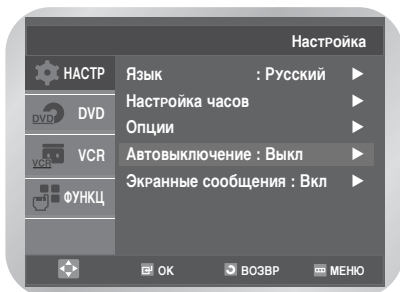 Настройка
НАСТР
Язык : Русский ►
DVD DVD
Настройка часов ►
Опции ►
VCR VCR
Автовыключение : Выкл ►
Экранные сообщения : Вкл ►
ФУНКЦ
ОК ВОЗВР МЕНЮ